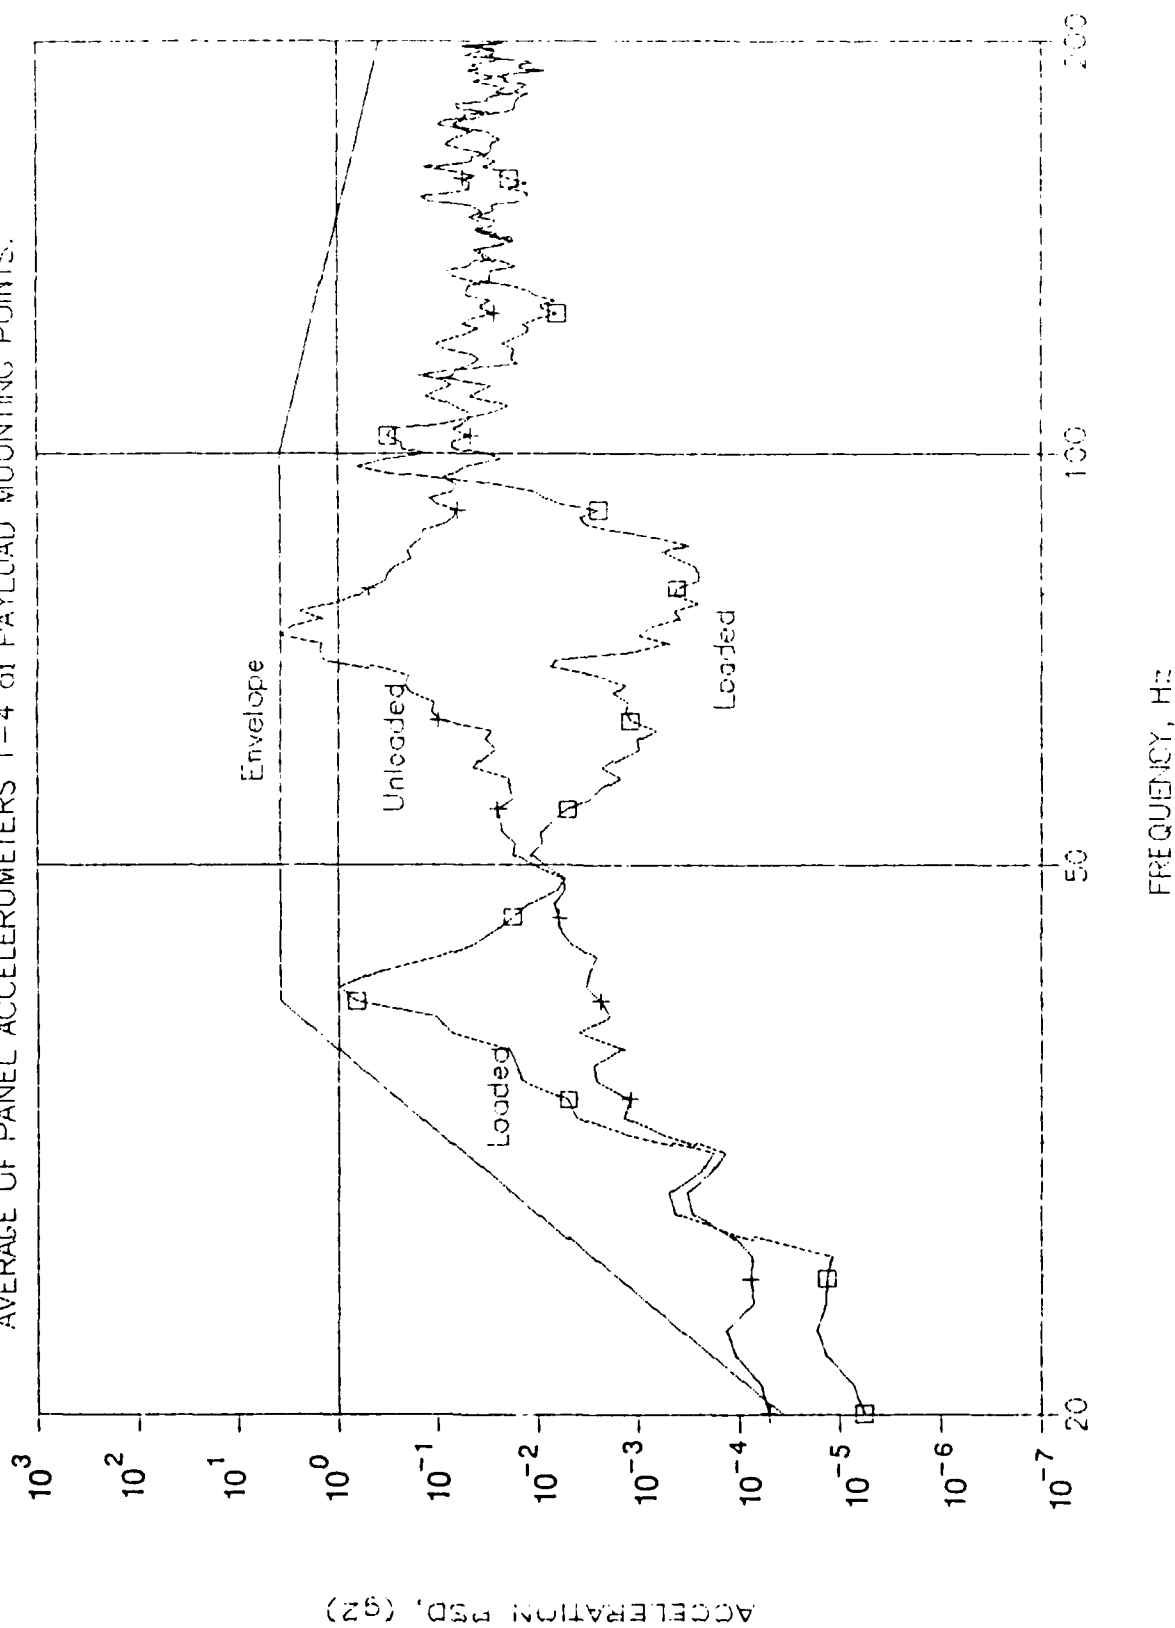 AVERAGE OF PANEL ACCELEROMETERS 1-4 at PAYLOAD MOUNTING POINTS.
ACCELERATION PSD, (g2)
10^3
10^2
10^1
10^0
10^-1
10^-2
10^-3
10^-4
10^-5
10^-6
10^-7
Envelope
Unloaded
Loaded
Loaded
20
50
100
200
FREQUENCY, Hz